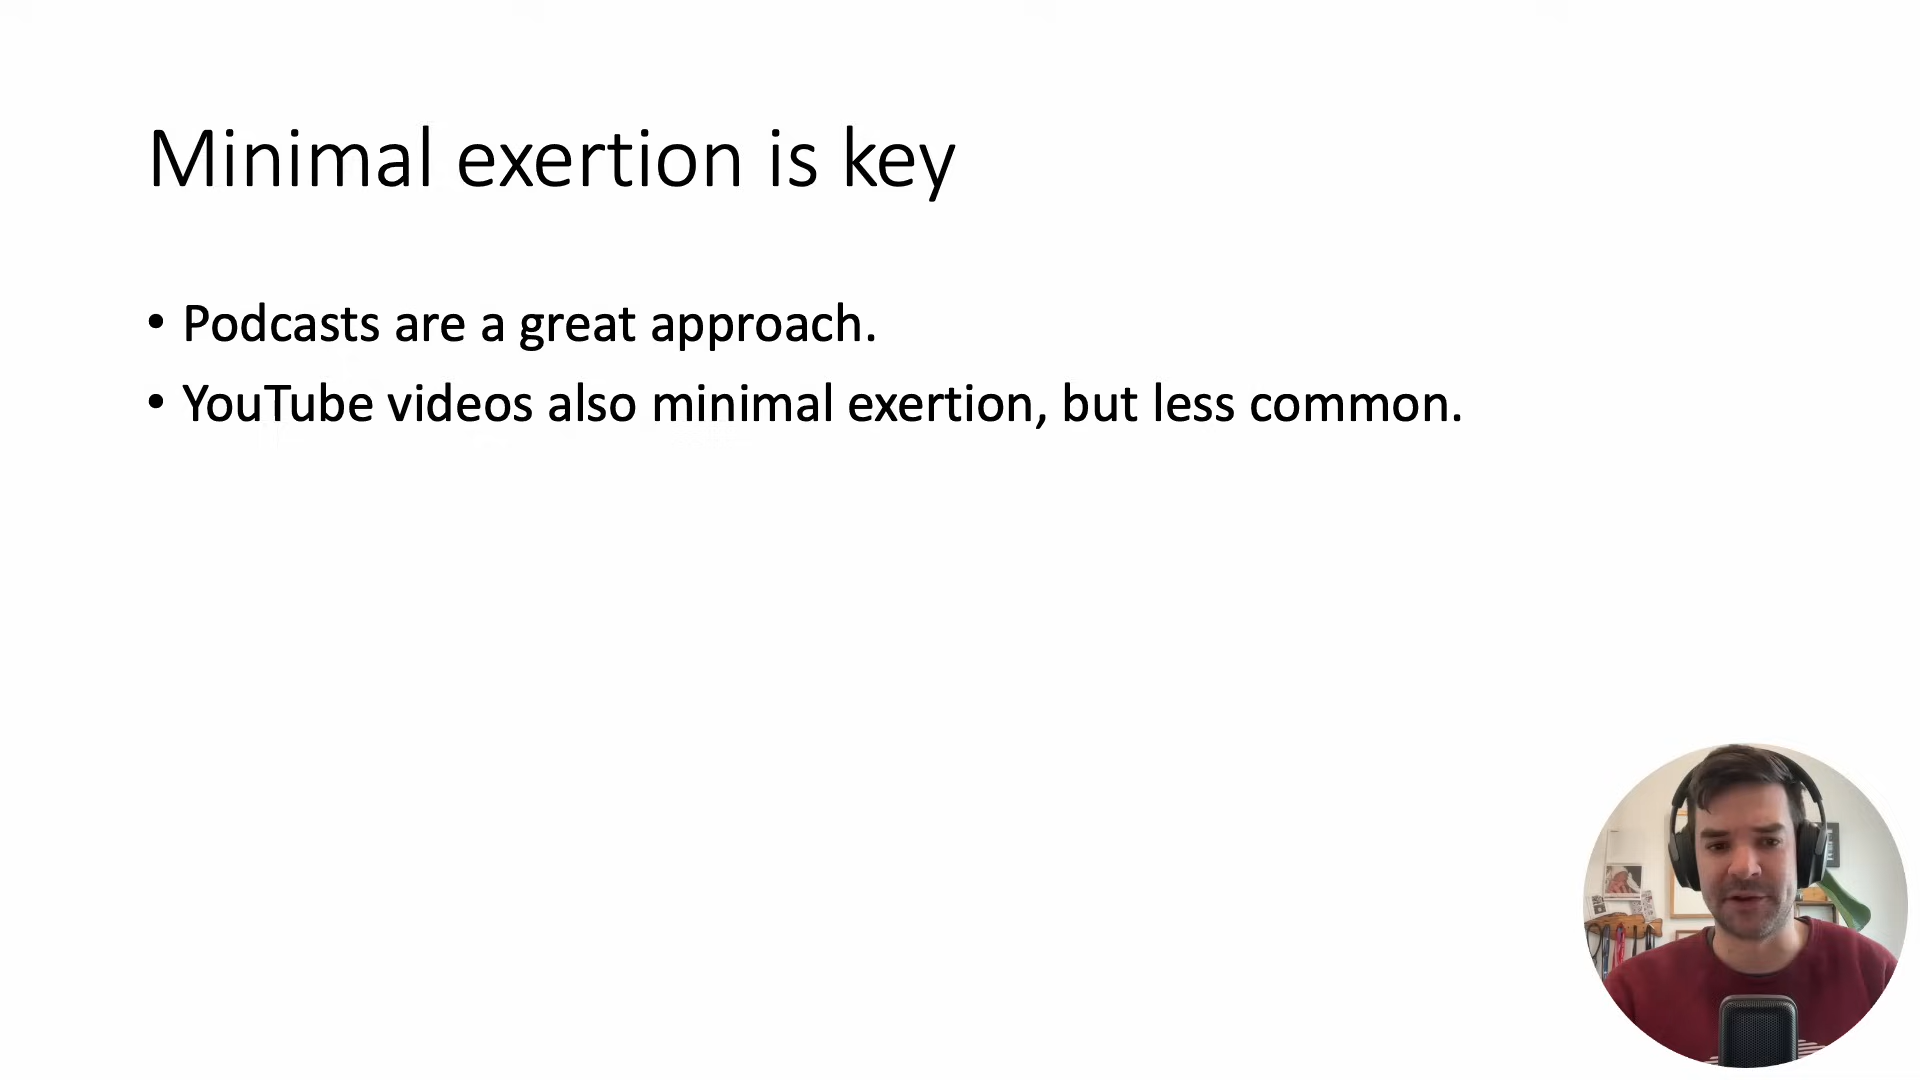 Minimal exertion is key
• Podcasts are a great approach.
• YouTube videos also minimal exertion, but less common.